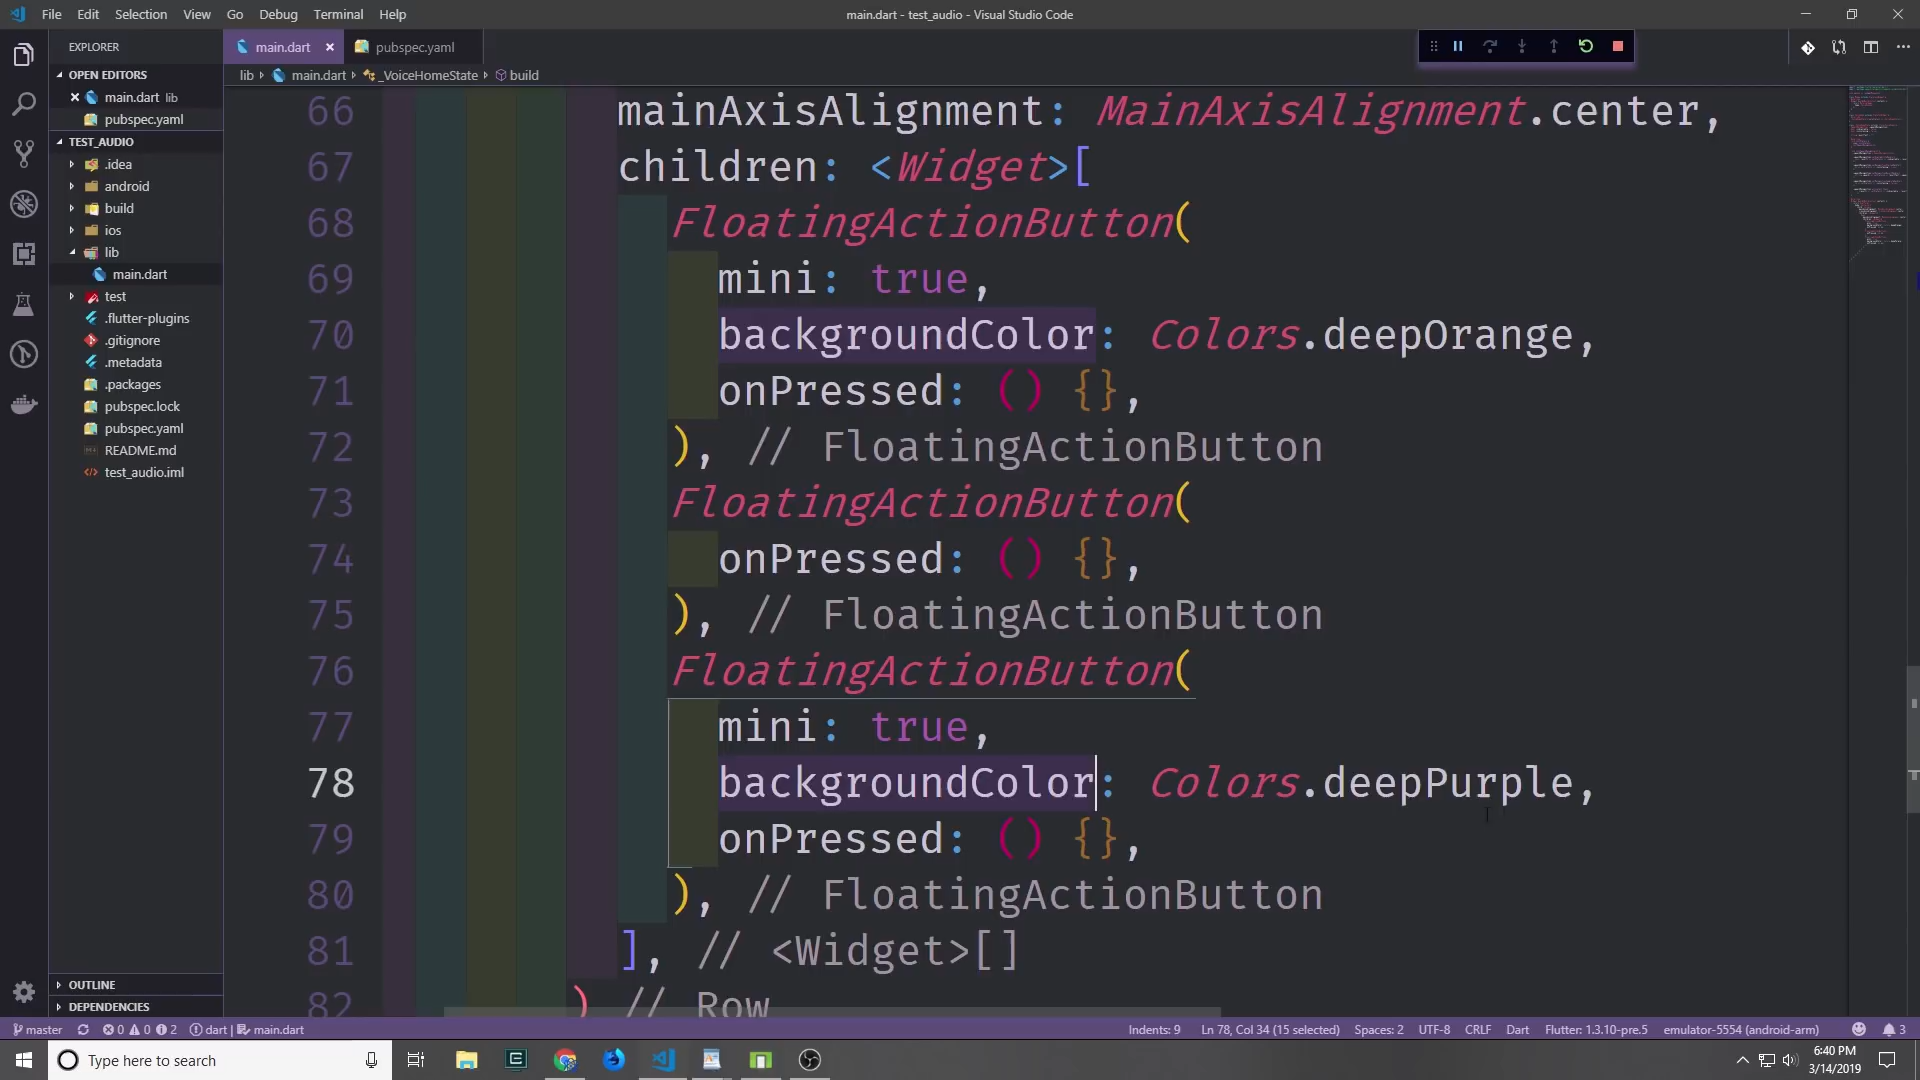 File Edit Selection View Go Debug Terminal Help
main.dart - test_audio - Visual Studio Code
EXPLORER
OPEN EDITORS
main.dart lib
pubspec.yaml
TEST_AUDIO
.idea
android
build
ios
lib
main.dart
test
.flutter-plugins
.gitignore
.metadata
.packages
pubspec.lock
pubspec.yaml
README.md
test_audio.iml
OUTLINE
DEPENDENCIES
main.dart
pubspec.yaml
lib main.dart _VoiceHomeState build
66 mainAxisAlignment: MainAxisAlignment.center,
67 children: <Widget>[
68 FloatingActionButton(
69 mini: true,
70 backgroundColor: Colors.deepOrange,
71 onPressed: () {},
72 ), // FloatingActionButton
73 FloatingActionButton(
74 onPressed: () {},
75 ), // FloatingActionButton
76 FloatingActionButton(
77 mini: true,
78 backgroundColor: Colors.deepPurple,
79 onPressed: () {},
80 ), // FloatingActionButton
81 ], // <Widget>[]
82 ) // Row
master 0 0 2 dart | main.dart
Indents: 9 Ln 78, Col 34 (15 selected) Spaces: 2 UTF-8 CRLF Dart Flutter: 1.3.10-pre.5 emulator-5554 (android-arm) 3
Type here to search
6:40 PM
3/14/2019